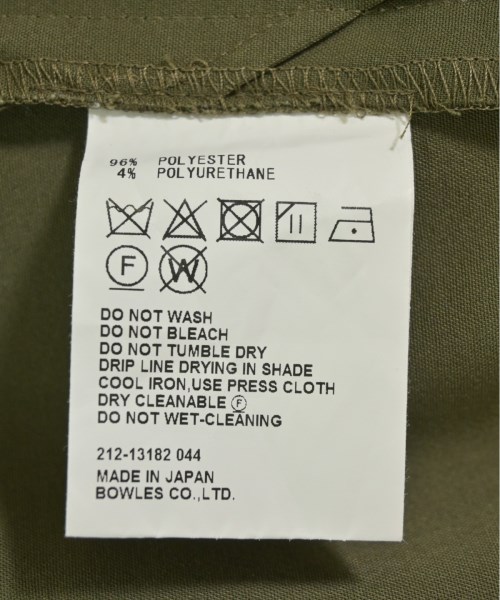 96% POLYESTER
4% POLYURETHANE
F W
DO NOT WASH
DO NOT BLEACH
DO NOT TUMBLE DRY
DRIP LINE DRYING IN SHADE
COOL IRON,USE PRESS CLOTH
DRY CLEANABLE Ⓕ
DO NOT WET-CLEANING
212-13182 044
MADE IN JAPAN
BOWLES CO.,LTD.